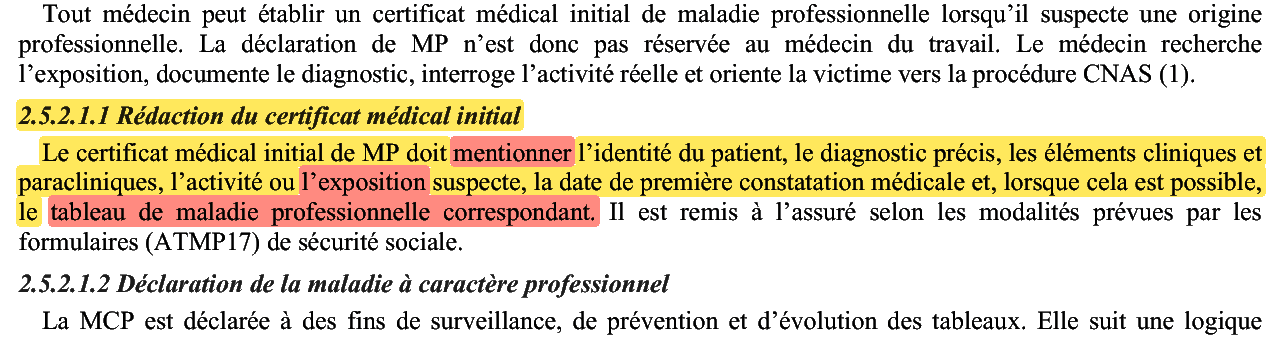 Tout médecin peut établir un certificat médical initial de maladie professionnelle lorsqu’il suspecte une origine
professionnelle. La déclaration de MP n’est donc pas réservée au médecin du travail. Le médecin recherche
l’exposition, documente le diagnostic, interroge l’activité réelle et oriente la victime vers la procédure CNAS (1).
2.5.2.1.1 Rédaction du certificat médical initial
Le certificat médical initial de MP doit mentionner l’identité du patient, le diagnostic précis, les éléments cliniques et
paracliniques, l’activité ou l’exposition suspecte, la date de première constatation médicale et, lorsque cela est possible,
le tableau de maladie professionnelle correspondant. Il est remis à l’assuré selon les modalités prévues par les
formulaires (ATMP17) de sécurité sociale.
2.5.2.1.2 Déclaration de la maladie à caractère professionnel
La MCP est déclarée à des fins de surveillance, de prévention et d’évolution des tableaux. Elle suit une logique